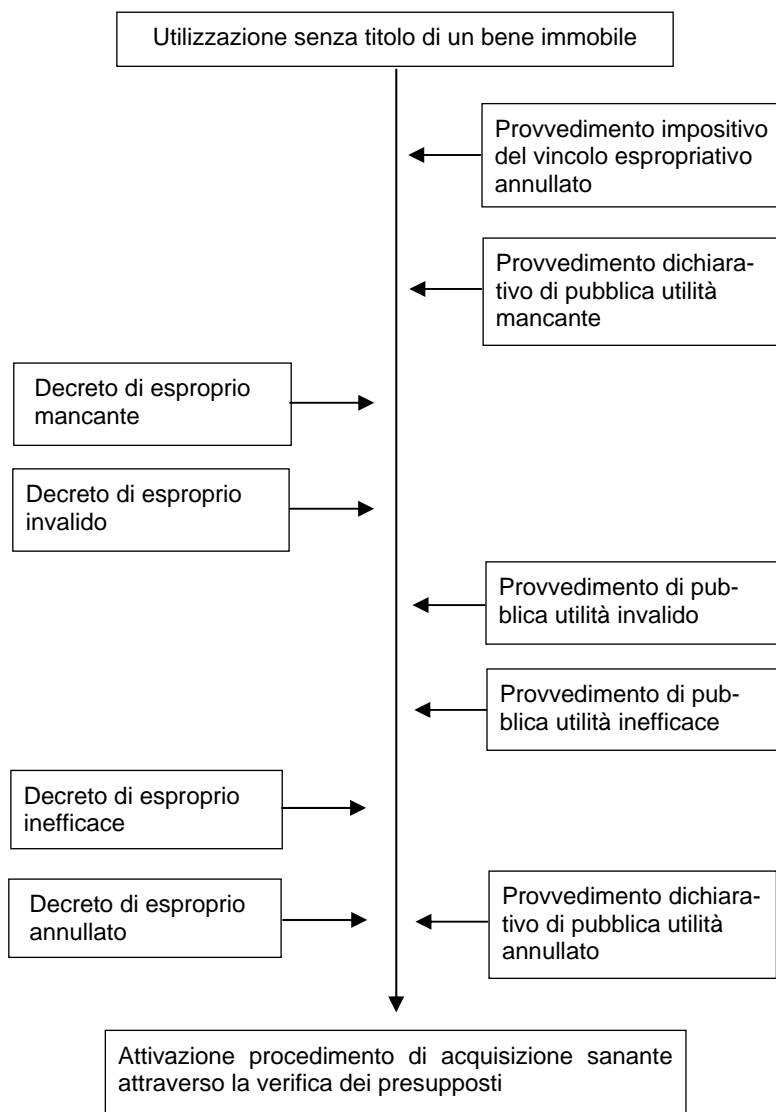 Utilizzazione senza titolo di un bene immobile
Provvedimento impositivo
del vincolo espropriativo
annullato
Provvedimento dichiara-
tivo di pubblica utilità
mancante
Decreto di esproprio
mancante
Decreto di esproprio
invalido
Provvedimento di pub-
blica utilità invalido
Provvedimento di pub-
blica utilità inefficace
Decreto di esproprio
inefficace
Decreto di esproprio
annullato
Provvedimento dichiara-
tivo di pubblica utilità
annullato
Attivazione procedimento di acquisizione sanante
attraverso la verifica dei presupposti